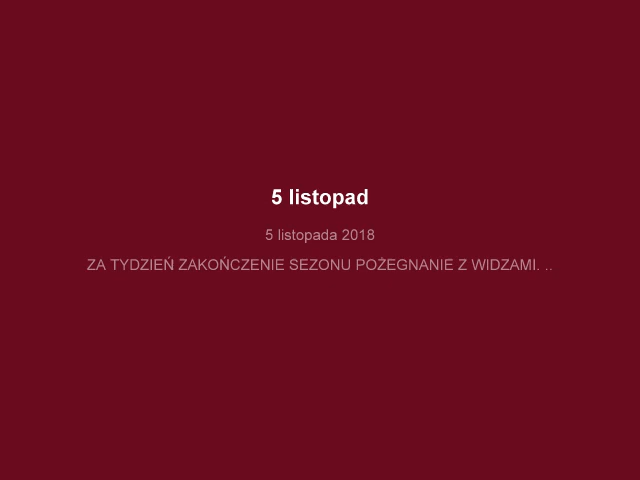 5 listopad
5 listopada 2018
ZA TYDZIEŃ ZAKOŃCZENIE SEZONU POŻEGNANIE Z WIDZAMI. ..